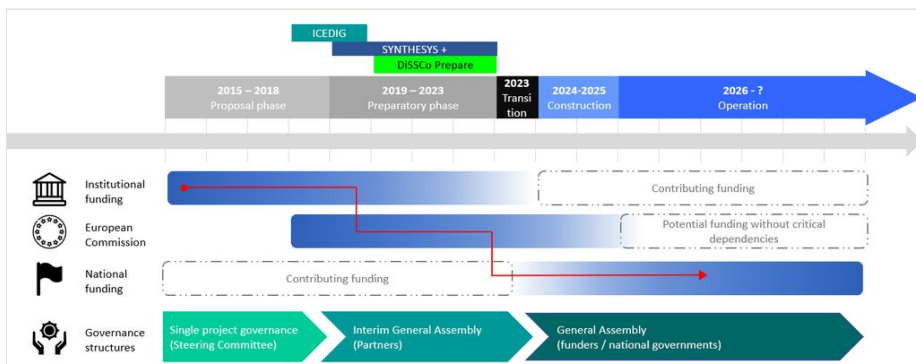 ICEDIG
SYNTHESYS +
DiSSCo Prepare
2015 – 2018
Proposal phase
2019 – 2023
Preparatory phase
2023
Transi
tion
2024-2025
Construction
2026 - ?
Operation
Institutional
funding
Contributing funding
European
Commission
Potential funding without critical
dependencies
National
funding
Contributing funding
Governance
structures
Single project governance
(Steering Committee)
Interim General Assembly
(Partners)
General Assembly
(funders / national governments)